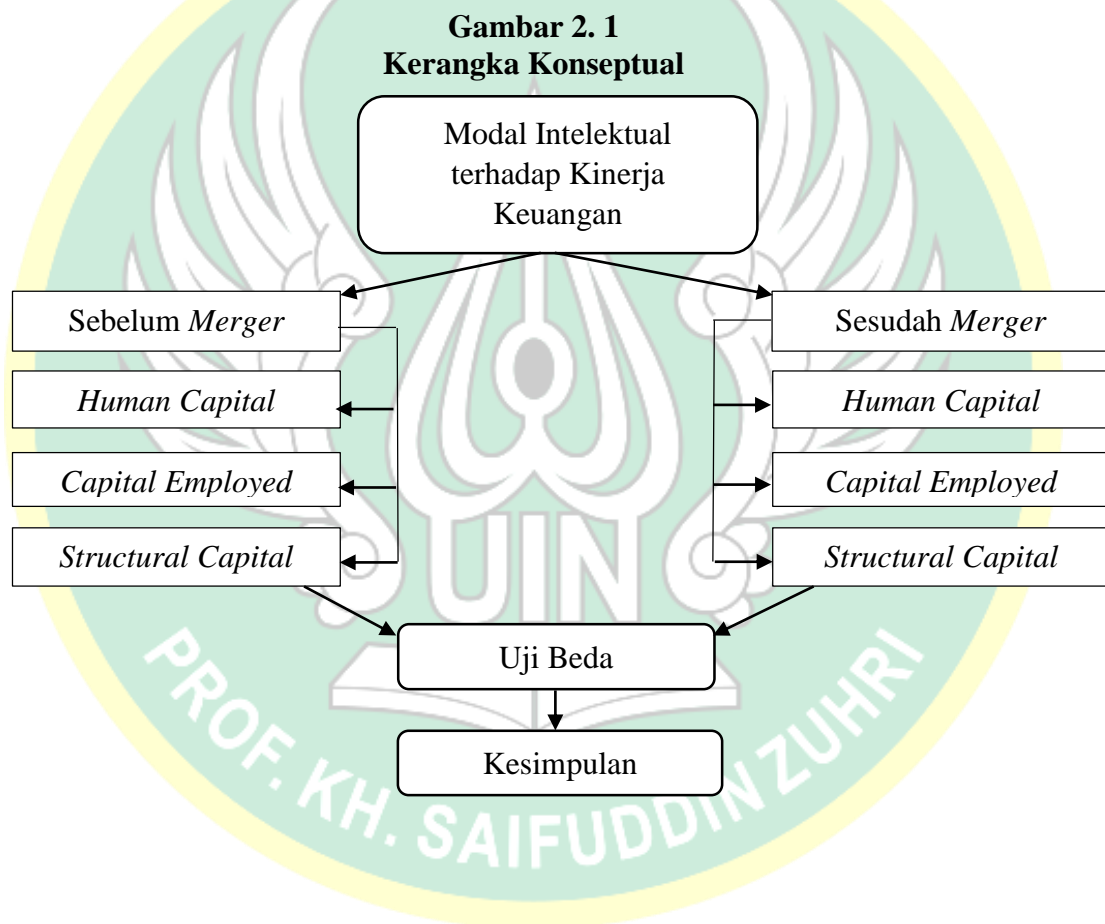 Gambar 2. 1
Kerangka Konseptual
Modal Intelektual
terhadap Kinerja
Keuangan
Sebelum Merger
Sesudah Merger
Human Capital
Human Capital
Capital Employed
Capital Employed
Structural Capital
Structural Capital
UIN
Uji Beda
Kesimpulan
PROF. KH. SAIFUDDIN ZUHRI